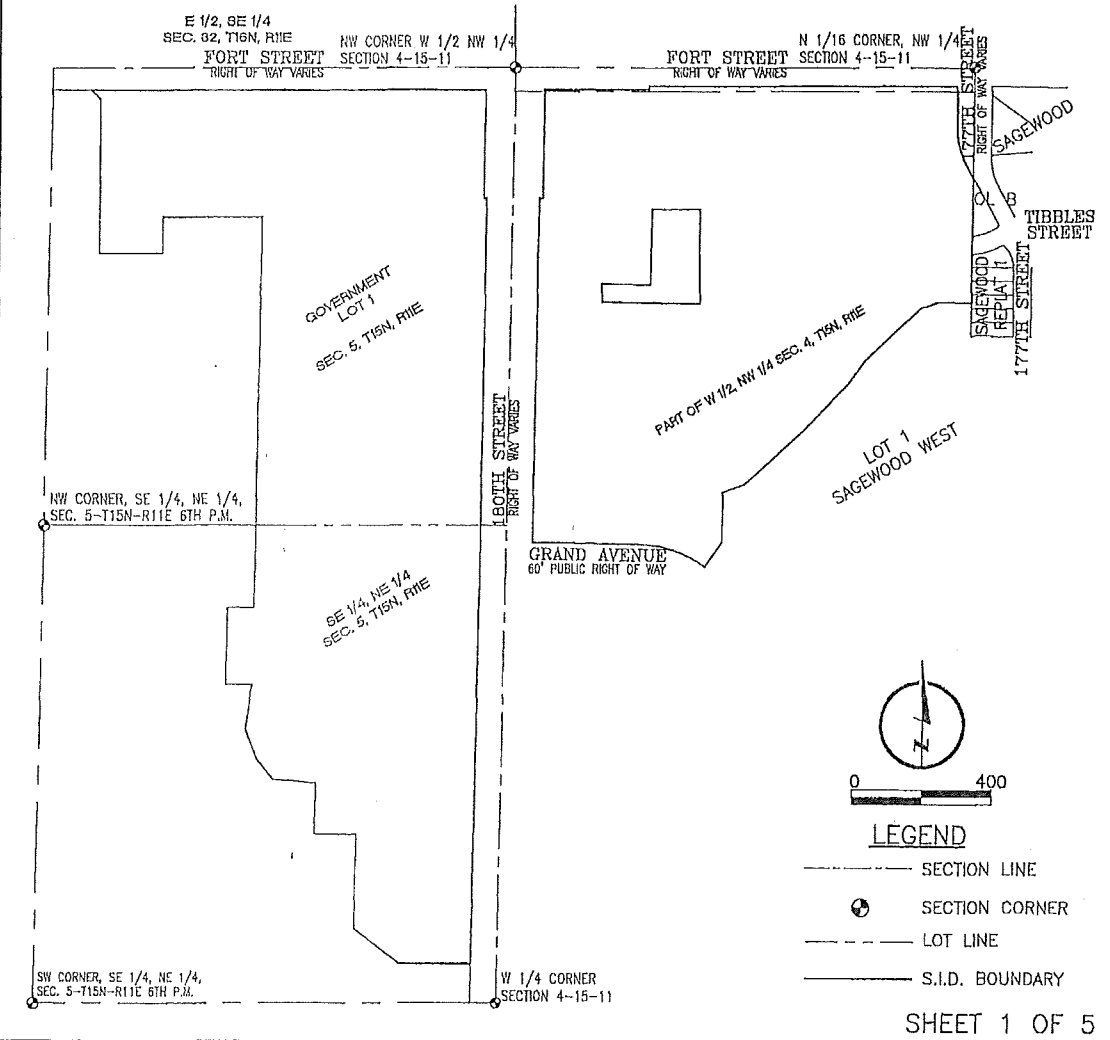 E 1/2, SE 1/4
SEC. 32, T16N, R11E
FORT STREET
RIGHT OF WAY VARIES
NW CORNER W 1/2 NW 1/4
SECTION 4-15-11
FORT STREET
RIGHT OF WAY VARIES
N 1/16 CORNER, NW 1/4
SECTION 4-15-11
177TH STREET
RIGHT OF WAY VARIES
SAGEWOOD
OL B
TIBBLES
STREET
SAGEWOOD
REPLAT 1
177TH STREET
GOVERNMENT
LOT 1
SEC. 5, T15N, R11E
PART OF W 1/2, NW 1/4 SEC. 4, T15N, R11E
LOT 1
SAGEWOOD WEST
180TH STREET
RIGHT OF WAY VARIES
NW CORNER, SE 1/4, NE 1/4,
SEC. 5-T15N-R11E 6TH P.M.
GRAND AVENUE
60' PUBLIC RIGHT OF WAY
SE 1/4, NE 1/4
SEC. 5, T15N, R11E
N
0 400
LEGEND
SECTION LINE
SECTION CORNER
LOT LINE
S.I.D. BOUNDARY
SW CORNER, SE 1/4, NE 1/4,
SEC. 5-T15N-R11E 6TH P.M.
W 1/4 CORNER
SECTION 4-15-11
SHEET 1 OF 5